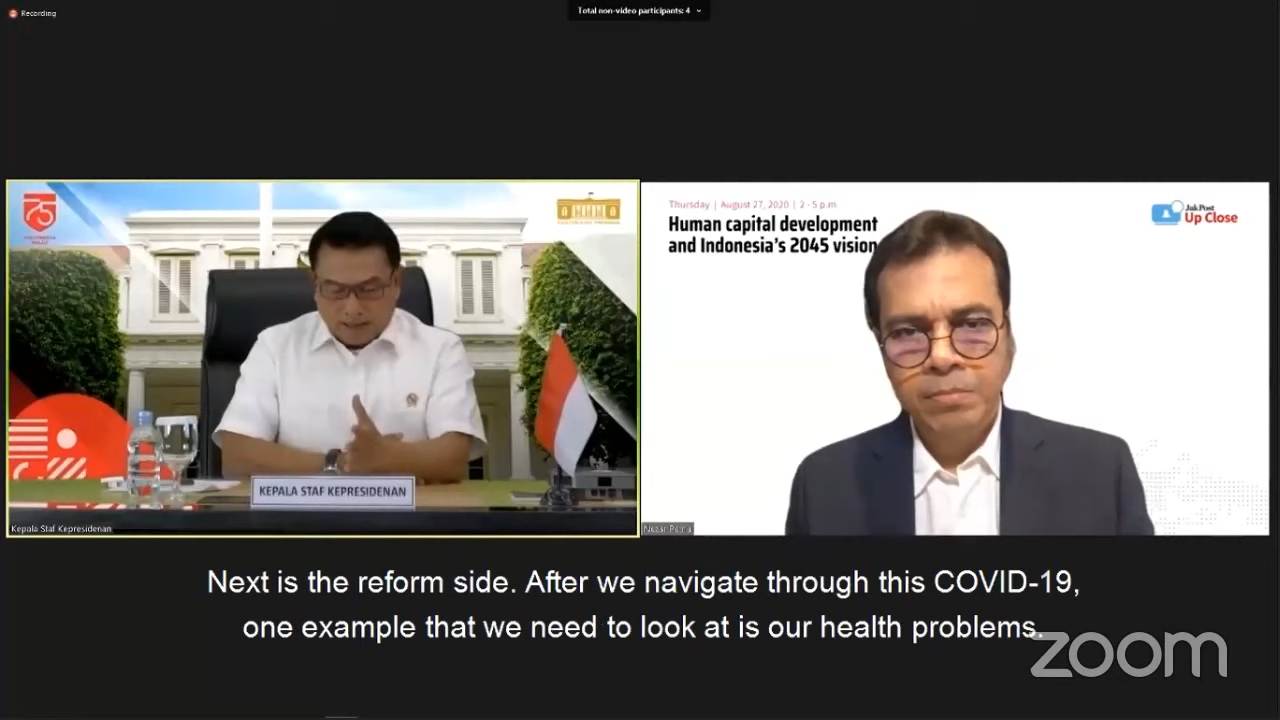 Recording
Total non-video participants: 4
75
Thursday | August 27, 2020 | 2 - 5 p.m
Human capital development
and Indonesia's 2045 vision
JakPost
Up Close
KEPALA STAF KEPRESIDENAN
Kepala Staf Kepresidenan
Next is the reform side. After we navigate through this COVID-19,
one example that we need to look at is our health problems.
zoom